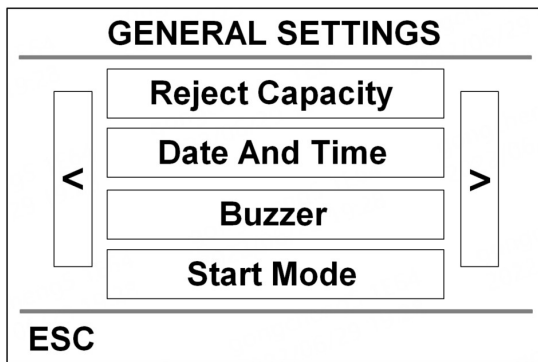 GENERAL SETTINGS
Reject Capacity
Date And Time
<
>
Buzzer
Start Mode
ESC